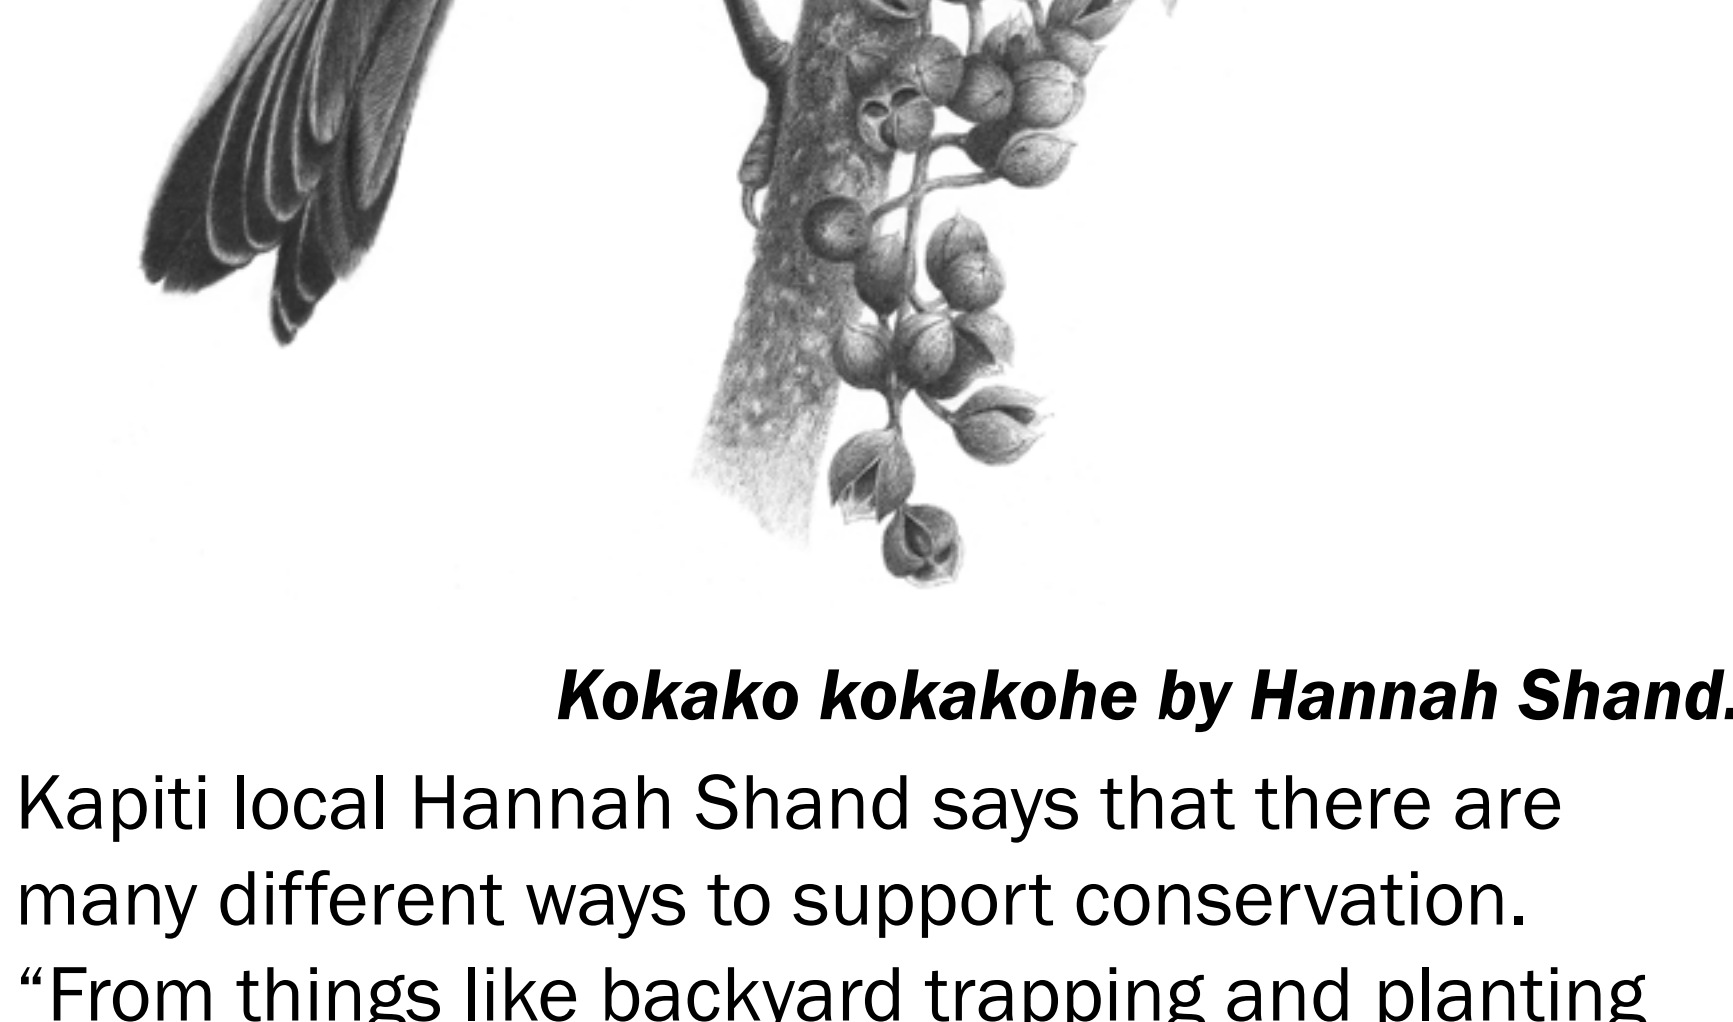 Kokako kokakohe by Hannah Shand.
Kapiti local Hannah Shand says that there are
many different ways to support conservation.
“From things like backyard trapping and planting